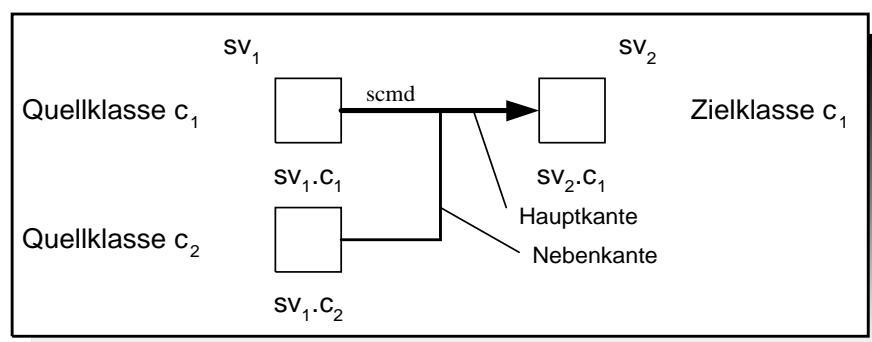 sv₁ sv₂
Quellklasse c₁ scmd Zielklasse c₁
sv₁.c₁ sv₂.c₁
Hauptkante
Quellklasse c₂
Nebenkante
sv₁.c₂